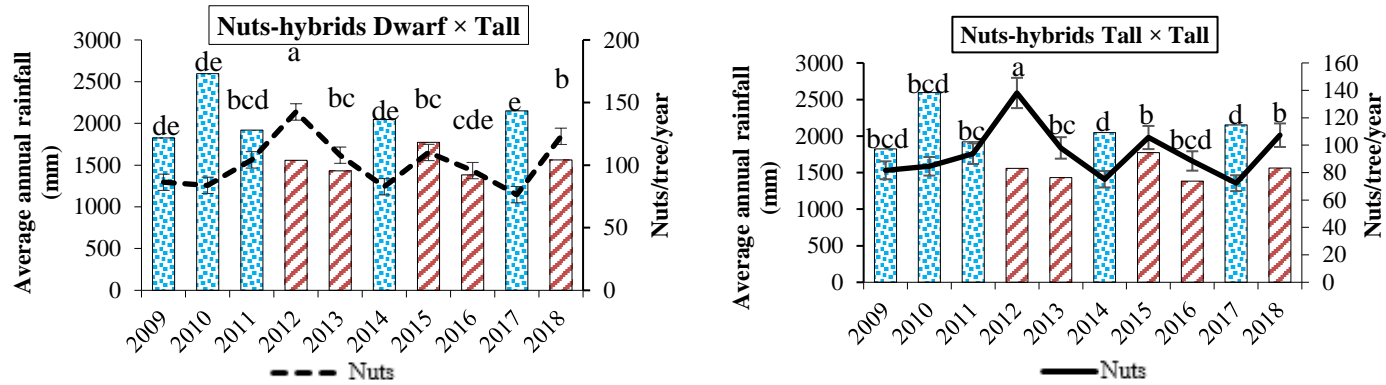 Nuts-hybrids Dwarf × Tall
Average annual rainfall
(mm)
3000
2500
2000
1500
1000
500
0
200
150
100
50
0
Nuts/tree/year
de
de
bcd
a
bc
de
bc
cde
e
b
2009
2010
2011
2012
2013
2014
2015
2016
2017
2018
Nuts
Nuts-hybrids Tall × Tall
Average annual rainfall
(mm)
3000
2500
2000
1500
1000
500
0
160
140
120
100
80
60
40
20
0
Nuts/tree/year
bcd
bcd
bc
a
bc
d
b
bcd
d
b
2009
2010
2011
2012
2013
2014
2015
2016
2017
2018
Nuts